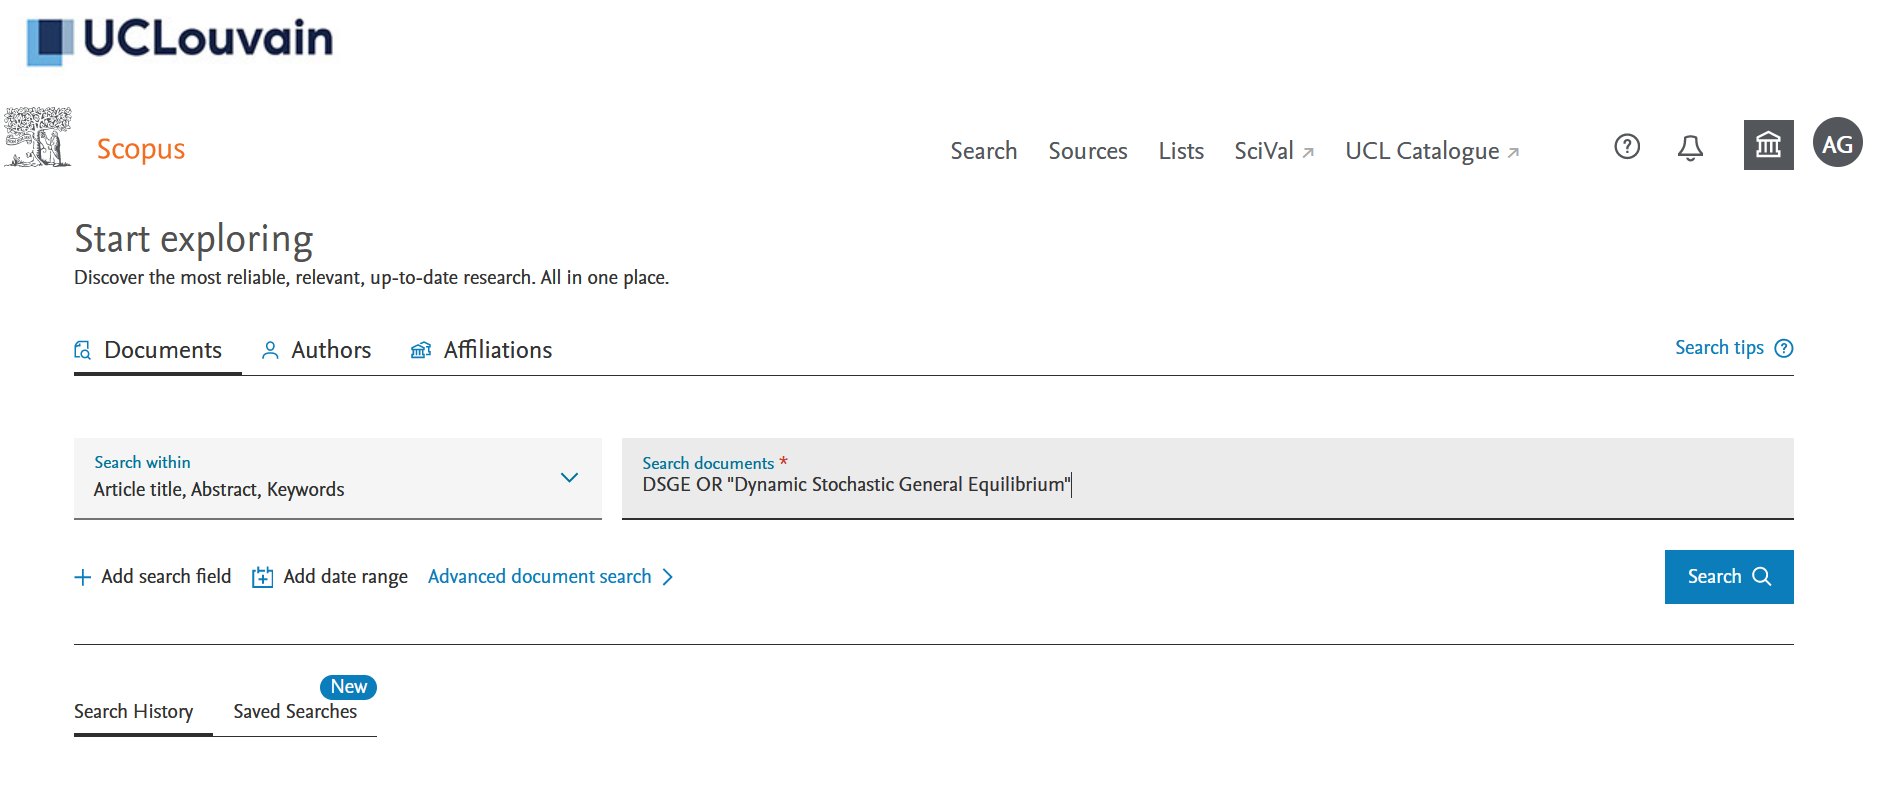 UCLouvain
Scopus
Search Sources Lists SciVal UCL Catalogue AG
Start exploring
Discover the most reliable, relevant, up-to-date research. All in one place.
Documents Authors Affiliations Search tips
Search within
Article title, Abstract, Keywords
Search documents *
DSGE OR "Dynamic Stochastic General Equilibrium"
Add search field Add date range Advanced document search Search
New
Search History Saved Searches